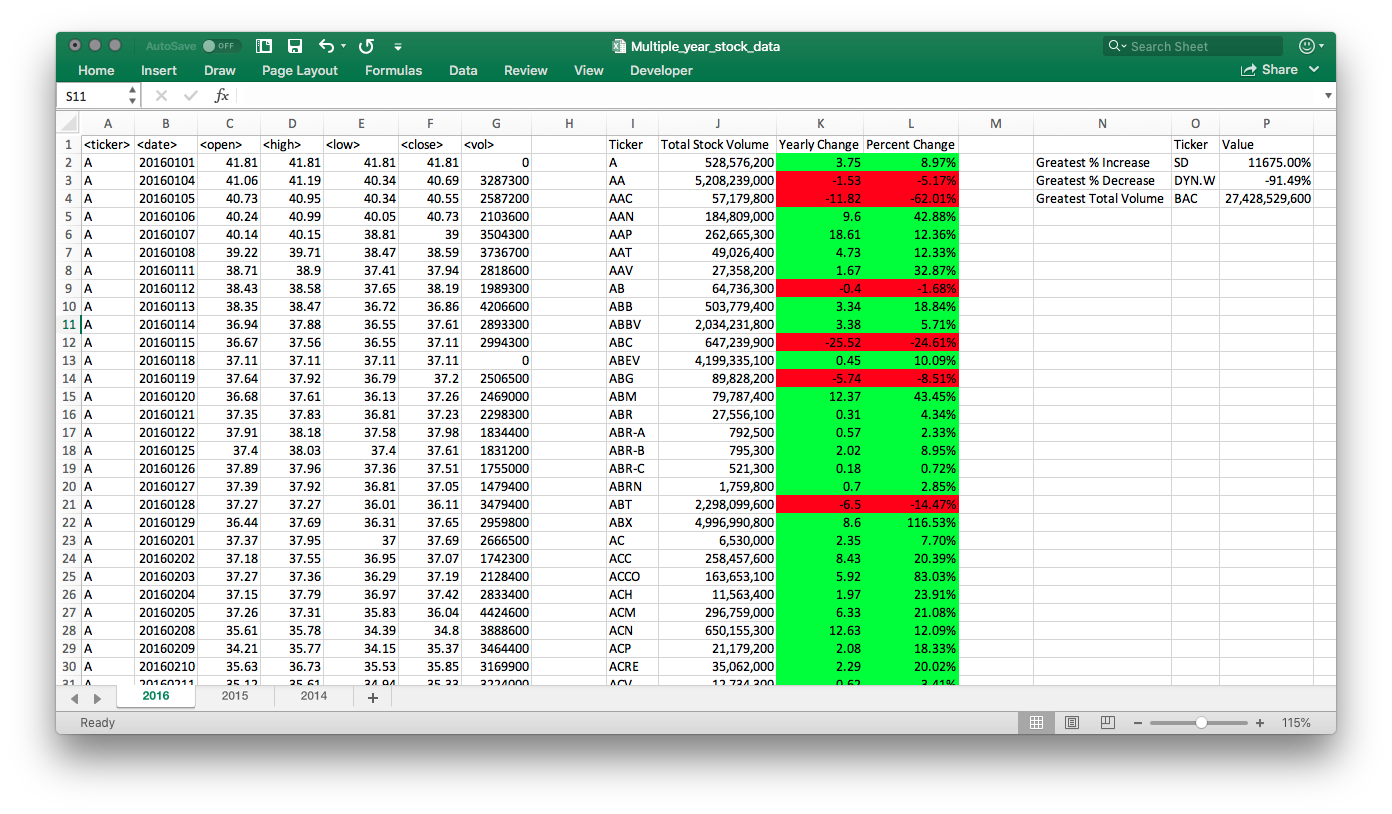 AutoSave OFF Multiple_year_stock_data Search Sheet
Home Insert Draw Page Layout Formulas Data Review View Developer Share
S11 fx
A B C D E F G H I J K L M N O P
1 <ticker> <date> <open> <high> <low> <close> <vol> Ticker Total Stock Volume Yearly Change Percent Change Ticker Value
2 A 20160101 41.81 41.81 41.81 41.81 0 A 528,576,200 3.75 8.97% Greatest % Increase SD 11675.00%
3 A 20160104 41.06 41.19 40.34 40.69 3287300 AA 5,208,239,000 -1.53 -5.17% Greatest % Decrease DYN.W -91.49%
4 A 20160105 40.73 40.95 40.34 40.55 2587200 AAC 57,179,800 -11.82 -62.01% Greatest Total Volume BAC 27,428,529,600
5 A 20160106 40.24 40.99 40.05 40.73 2103600 AAN 184,809,000 9.6 42.88%
6 A 20160107 40.14 40.15 38.81 39 3504300 AAP 262,665,300 18.61 12.36%
7 A 20160108 39.22 39.71 38.47 38.59 3736700 AAT 49,026,400 4.73 12.33%
8 A 20160111 38.71 38.9 37.41 37.94 2818600 AAV 27,358,200 1.67 32.87%
9 A 20160112 38.43 38.58 37.65 38.19 1989300 AB 64,736,300 -0.4 -1.68%
10 A 20160113 38.35 38.47 36.72 36.86 4206600 ABB 503,779,400 3.34 18.84%
11 A 20160114 36.94 37.88 36.55 37.61 2893300 ABBV 2,034,231,800 3.38 5.71%
12 A 20160115 36.67 37.56 36.55 37.11 2994300 ABC 647,239,900 -25.52 -24.61%
13 A 20160118 37.11 37.11 37.11 37.11 0 ABEV 4,199,335,100 0.45 10.09%
14 A 20160119 37.64 37.92 36.79 37.2 2506500 ABG 89,828,200 -5.74 -8.51%
15 A 20160120 36.68 37.61 36.13 37.26 2469000 ABM 79,787,400 12.37 43.45%
16 A 20160121 37.35 37.83 36.81 37.23 2298300 ABR 27,556,100 0.31 4.34%
17 A 20160122 37.91 38.18 37.58 37.98 1834400 ABR-A 792,500 0.57 2.33%
18 A 20160125 37.4 38.03 37.4 37.61 1831200 ABR-B 795,300 2.02 8.95%
19 A 20160126 37.89 37.96 37.36 37.51 1755000 ABR-C 521,300 0.18 0.72%
20 A 20160127 37.39 37.92 36.81 37.05 1479400 ABRN 1,759,800 0.7 2.85%
21 A 20160128 37.27 37.27 36.01 36.11 3479400 ABT 2,298,099,600 -6.5 -14.47%
22 A 20160129 36.44 37.69 36.31 37.65 2959800 ABX 4,996,990,800 8.6 116.53%
23 A 20160201 37.37 37.95 37 37.69 2666500 AC 6,530,000 2.35 7.70%
24 A 20160202 37.18 37.55 36.95 37.07 1742300 ACC 258,457,600 8.43 20.39%
25 A 20160203 37.27 37.36 36.29 37.19 2128400 ACCO 163,653,100 5.92 83.03%
26 A 20160204 37.15 37.79 36.97 37.42 2833400 ACH 11,563,400 1.97 23.91%
27 A 20160205 37.26 37.31 35.83 36.04 4424600 ACM 296,759,000 6.33 21.08%
28 A 20160208 35.61 35.78 34.39 34.8 3888600 ACN 650,155,300 12.63 12.09%
29 A 20160209 34.21 35.77 34.15 35.37 3464400 ACP 21,179,200 2.08 18.33%
30 A 20160210 35.63 36.73 35.53 35.85 3169900 ACRE 35,062,000 2.29 20.02%
31 A 20160211 35.12 35.61 34.94 35.33 3224000 ACV 12,734,300 0.62 3.41%
2016 2015 2014
Ready 115%